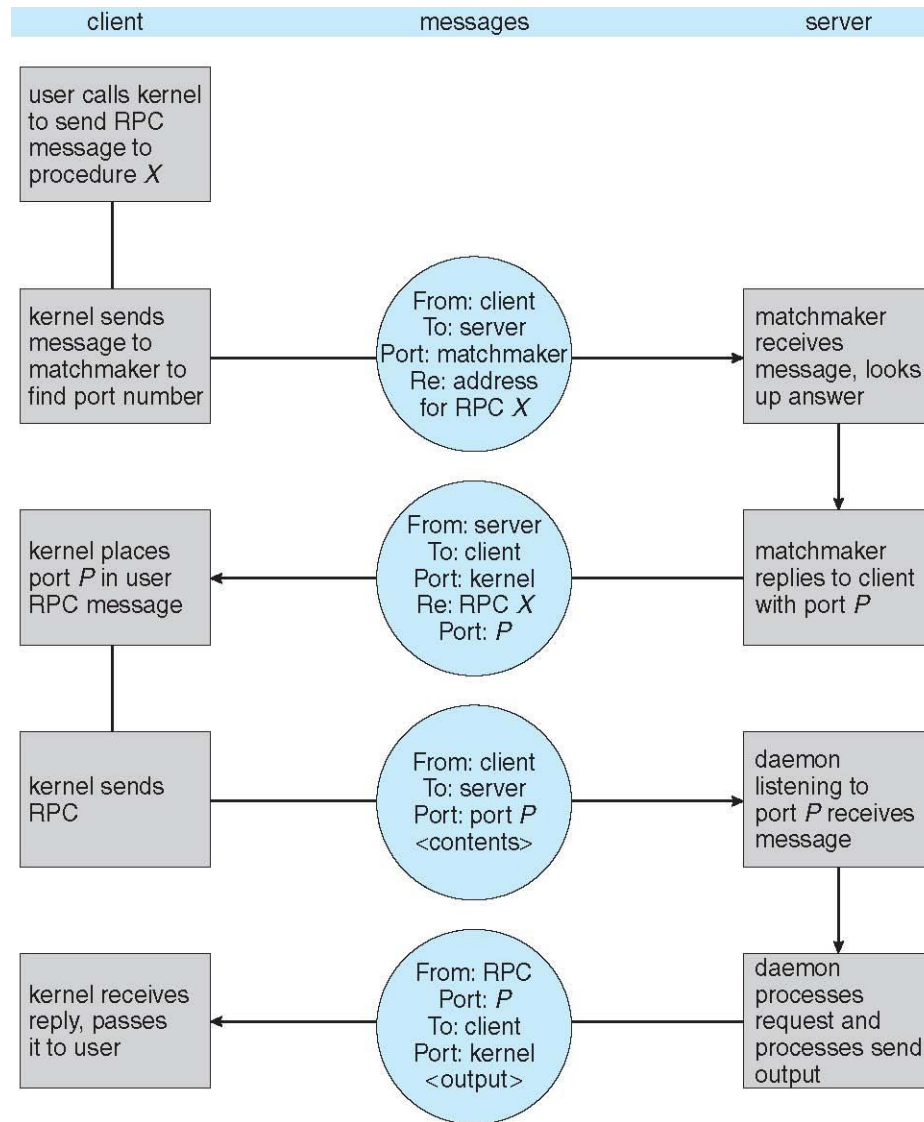 client
messages
server
user calls kernel
to send RPC
message to
procedure X
kernel sends
message to
matchmaker to
find port number
From: client
To: server
Port: matchmaker
Re: address
for RPC X
matchmaker
receives
message, looks
up answer
kernel places
port P in user
RPC message
From: server
To: client
Port: kernel
Re: RPC X
Port: P
matchmaker
replies to client
with port P
kernel sends
RPC
From: client
To: server
Port: port P
<contents>
daemon
listening to
port P receives
message
kernel receives
reply, passes
it to user
From: RPC
Port: P
To: client
Port: kernel
<output>
daemon
processes
request and
processes send
output